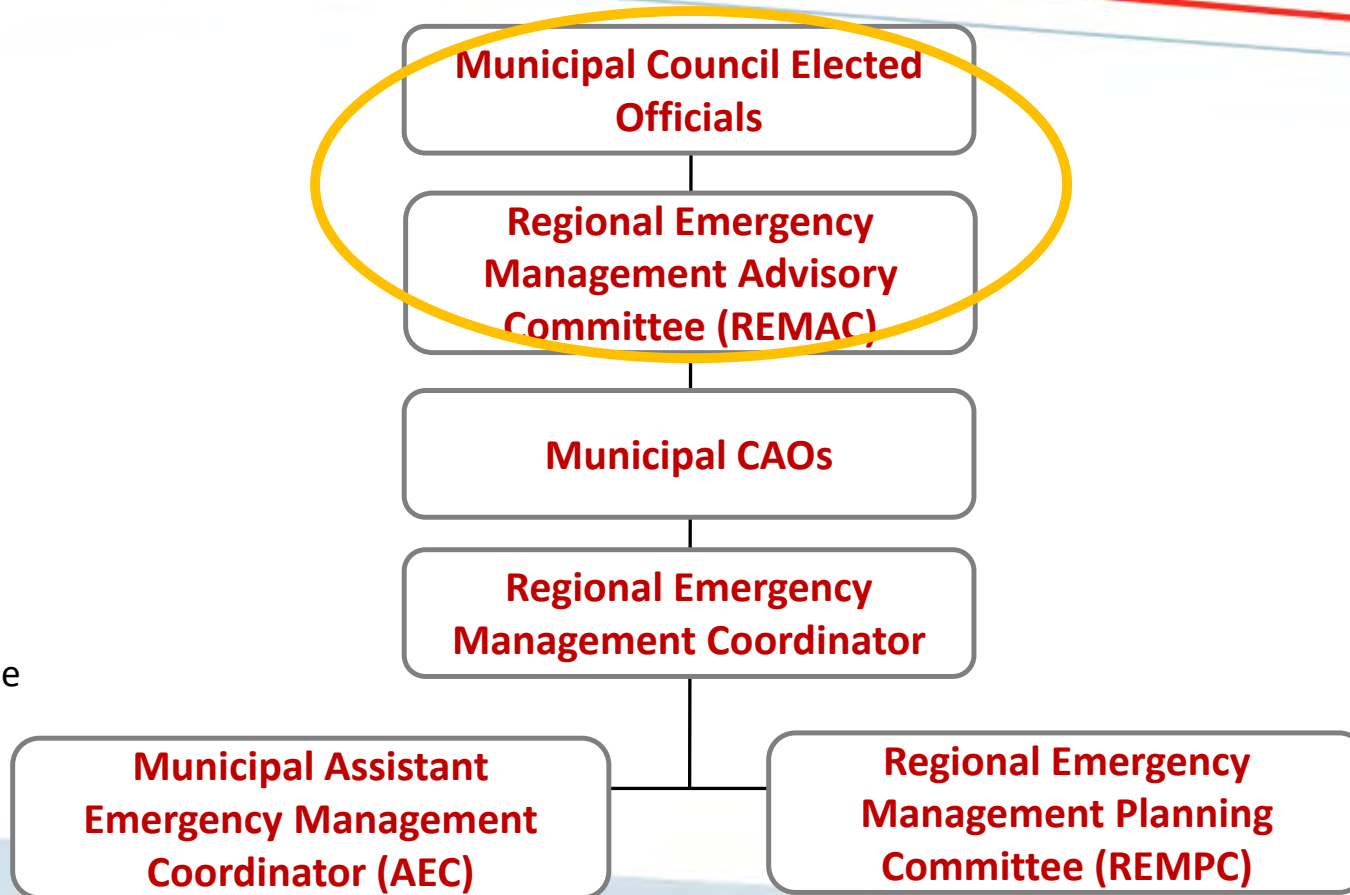 Municipal Council Elected
Officials
Regional Emergency
Management Advisory
Committee (REMAC)
Municipal CAOs
Regional Emergency
Management Coordinator
e
Municipal Assistant
Emergency Management
Coordinator (AEC)
Regional Emergency
Management Planning
Committee (REMPC)